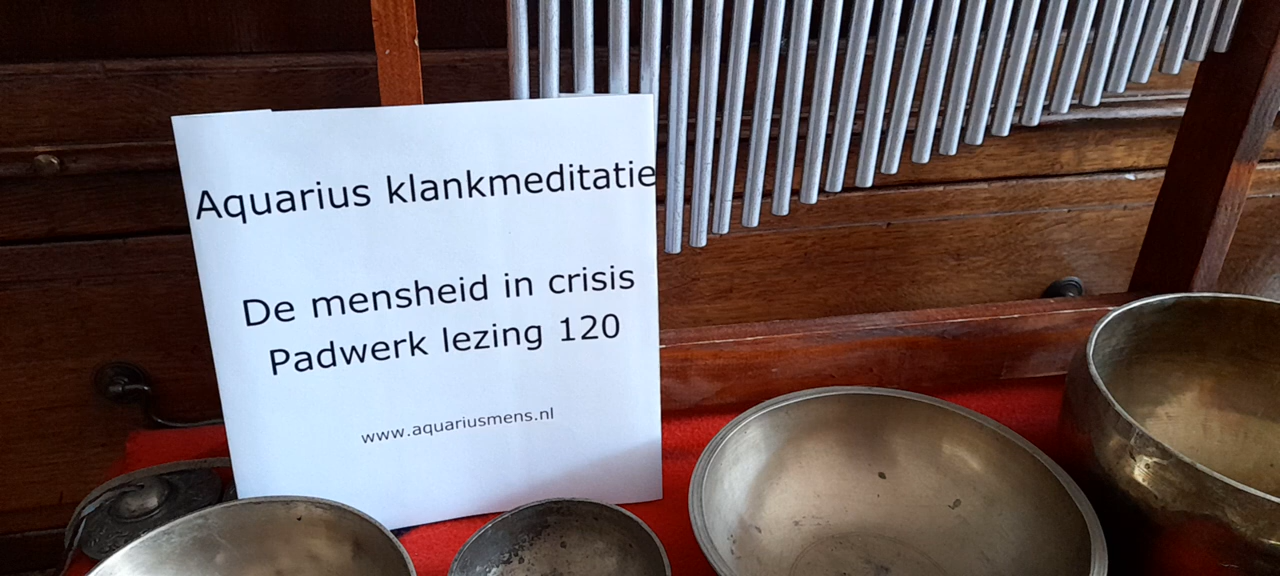 Aquarius klankmeditatie
De mensheid in crisis
Padwerk lezing 120
www.aquariusmens.nl